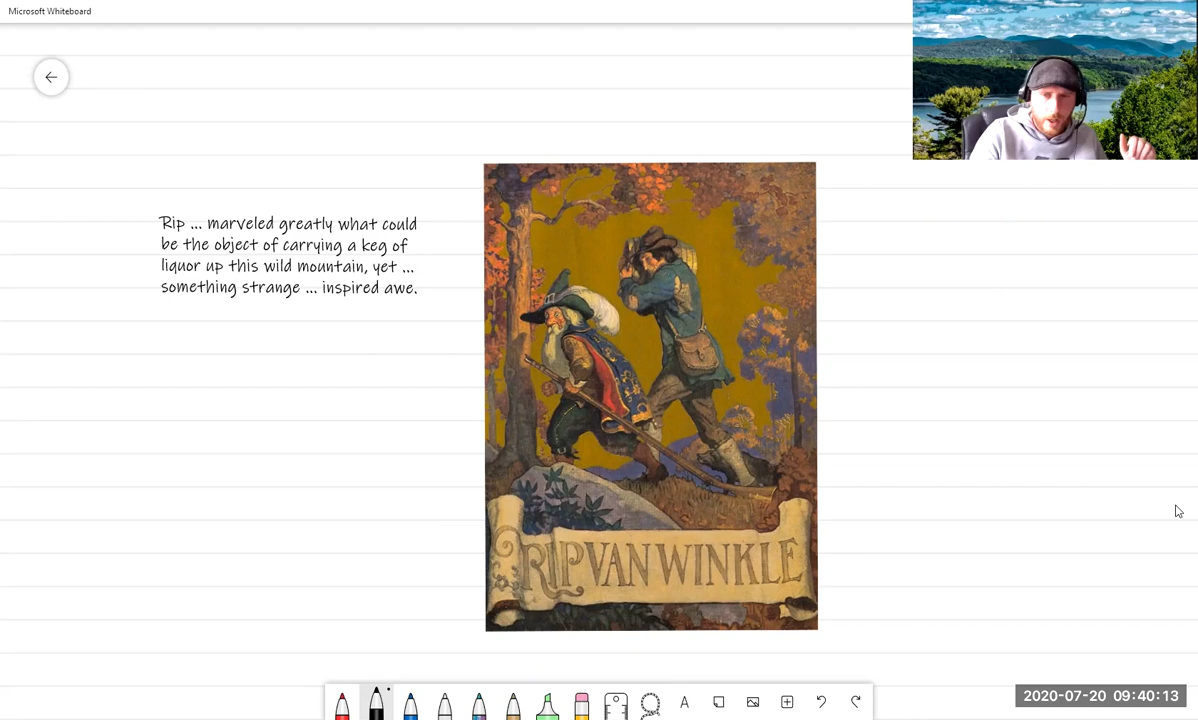 Microsoft Whiteboard
Rip ... marveled greatly what could
be the object of carrying a keg of
liquor up this wild mountain, yet ...
something strange ... inspired awe.
RIP VAN WINKLE
A
2020-07-20 09:40:13